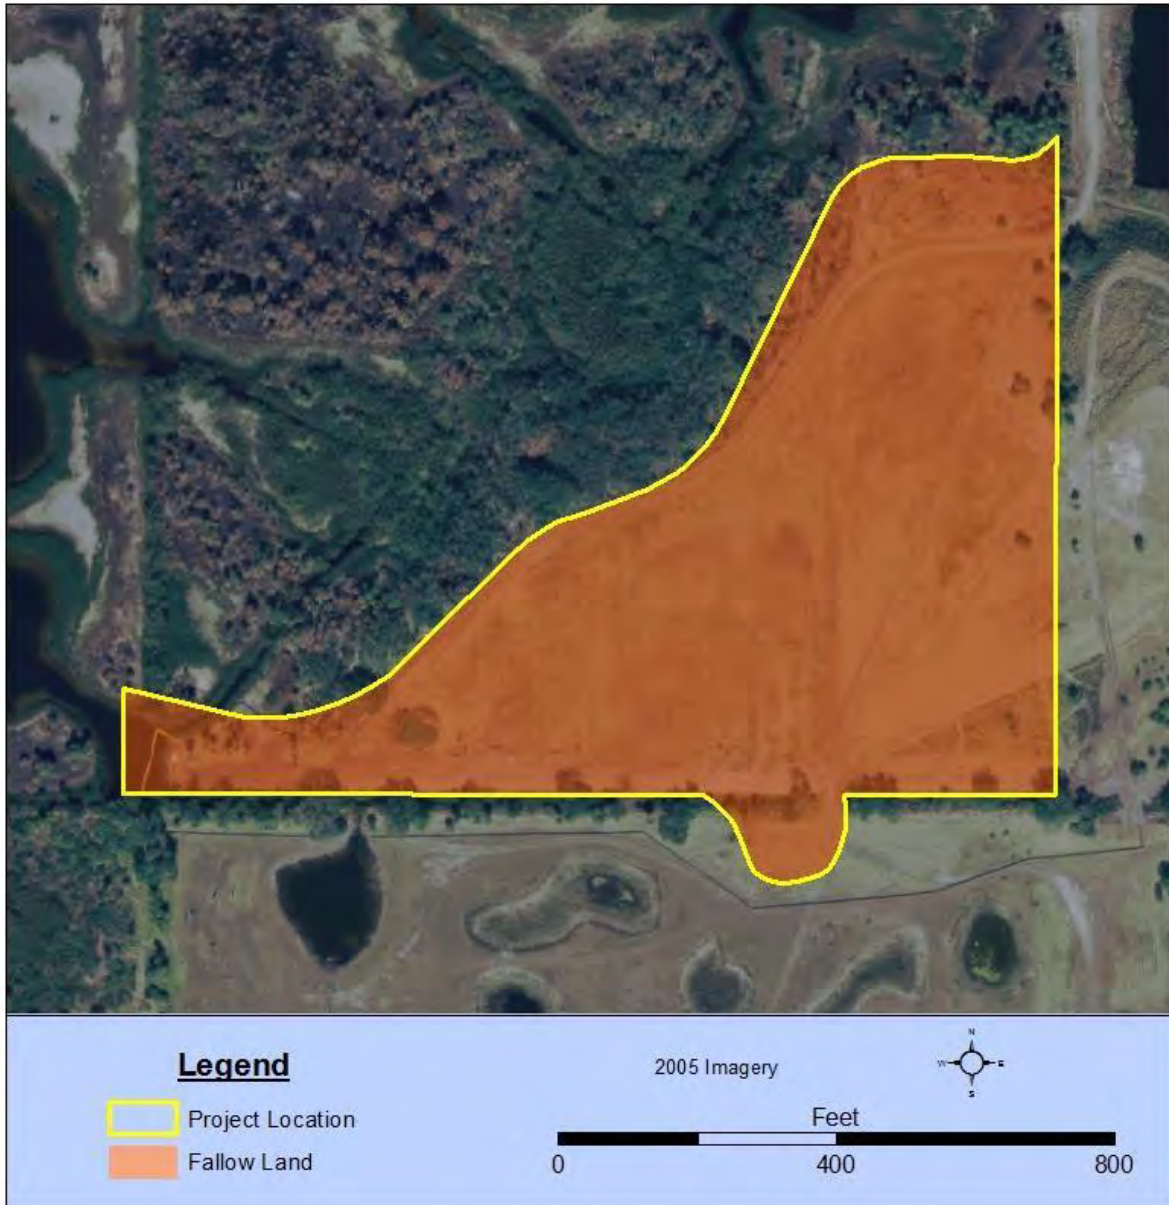 Legend
Project Location
Fallow Land
2005 Imagery
N
W E
S
Feet
0 400 800